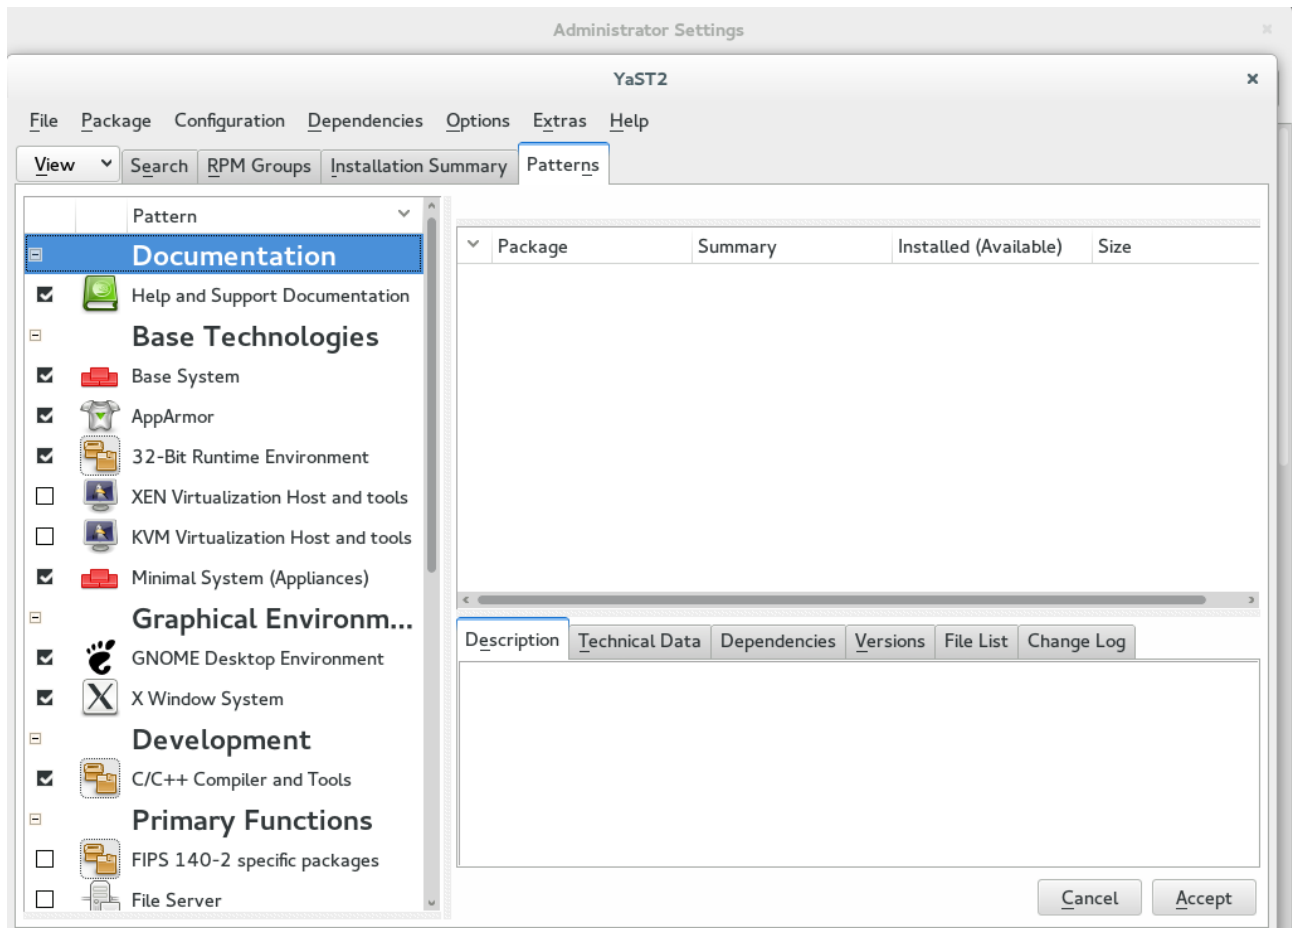 Administrator Settings
YaST2
File Package Configuration Dependencies Options Extras Help
View Search RPM Groups Installation Summary Patterns
Pattern
Documentation
Help and Support Documentation
Base Technologies
Base System
AppArmor
32-Bit Runtime Environment
XEN Virtualization Host and tools
KVM Virtualization Host and tools
Minimal System (Appliances)
Graphical Environm...
GNOME Desktop Environment
X Window System
Development
C/C++ Compiler and Tools
Primary Functions
FIPS 140-2 specific packages
File Server
Package Summary Installed (Available) Size
Description Technical Data Dependencies Versions File List Change Log
Cancel Accept